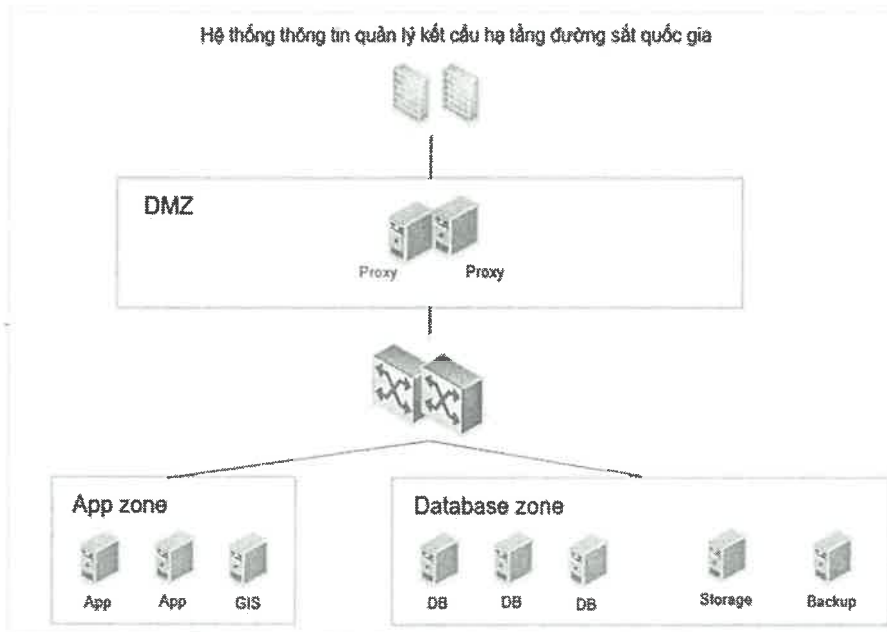 Hệ thống thông tin quản lý kết cấu hạ tầng đường sắt quốc gia
DMZ
Proxy Proxy
App zone
App App GIS
Database zone
DB DB DB Storage Backup